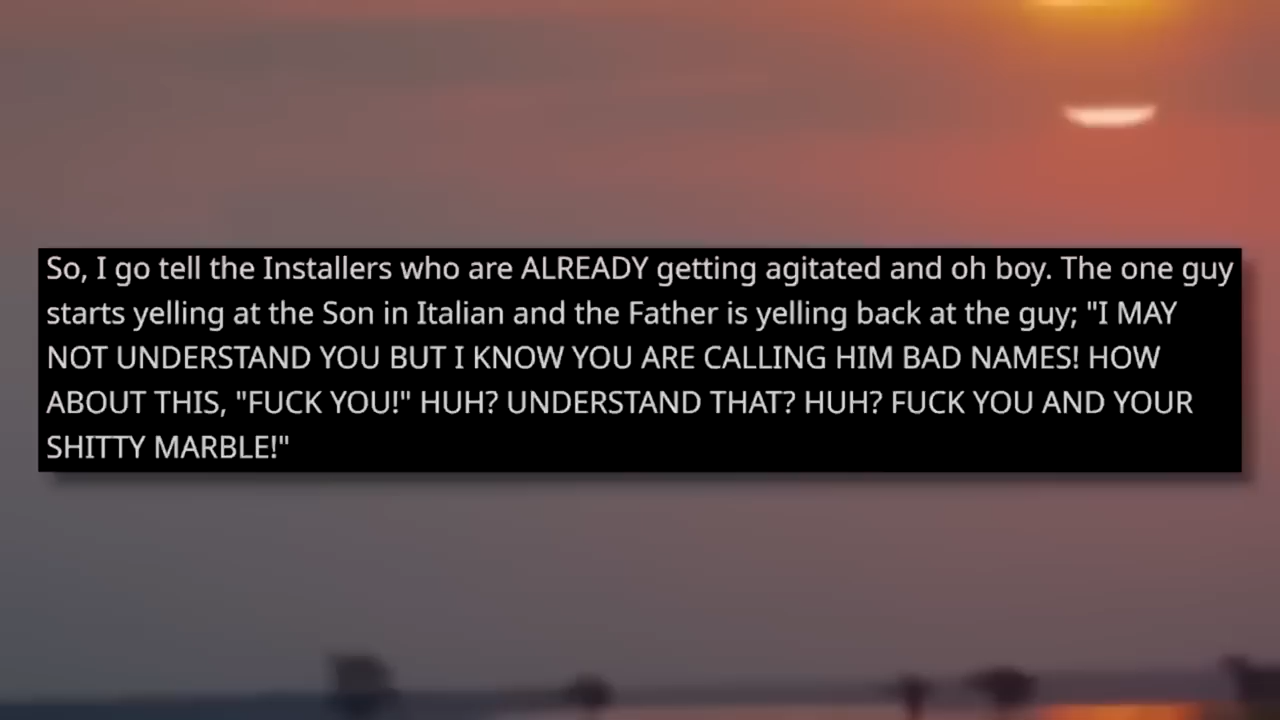 So, I go tell the Installers who are ALREADY getting agitated and oh boy. The one guy
starts yelling at the Son in Italian and the Father is yelling back at the guy; "I MAY
NOT UNDERSTAND YOU BUT I KNOW YOU ARE CALLING HIM BAD NAMES! HOW
ABOUT THIS, "FUCK YOU!" HUH? UNDERSTAND THAT? HUH? FUCK YOU AND YOUR
SHITTY MARBLE!"